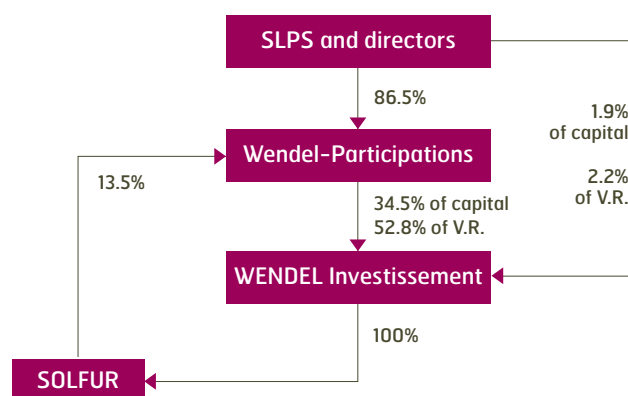 SLPS and directors
86.5%
1.9%
of capital
Wendel-Participations
13.5%
2.2%
of V.R.
34.5% of capital
52.8% of V.R.
WENDEL Investissement
100%
SOLFUR